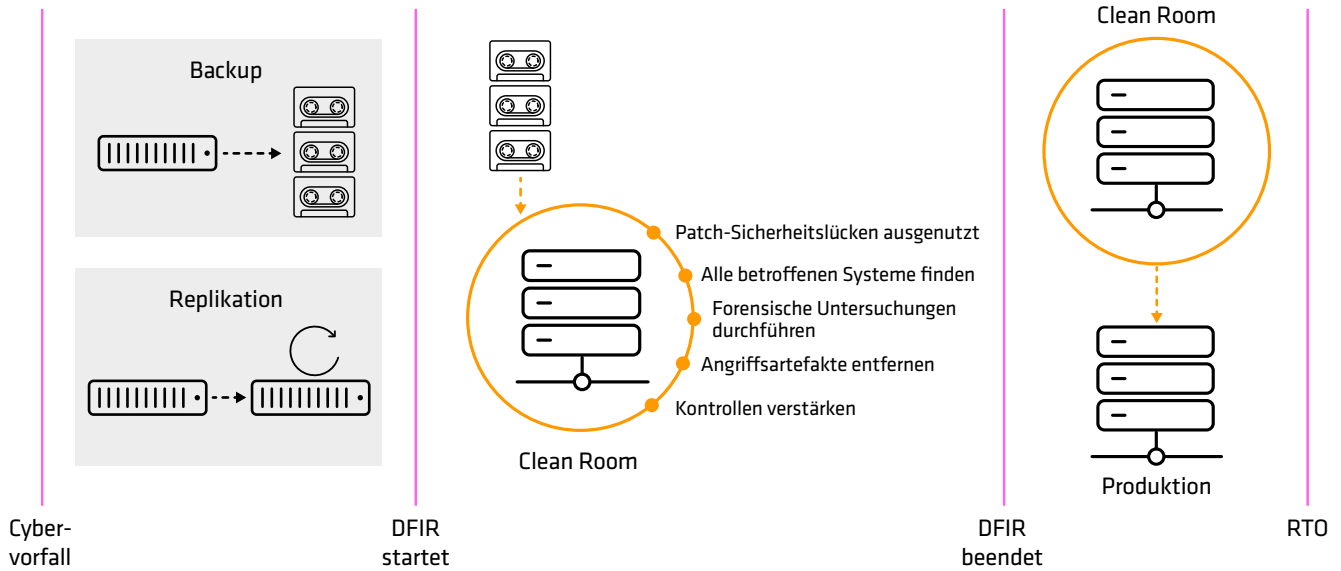 Backup
Replikation
Patch-Sicherheitslücken ausgenutzt
Alle betroffenen Systeme finden
Forensische Untersuchungen
durchführen
Angriffsartefakte entfernen
Kontrollen verstärken
Clean Room
Clean Room
Produktion
Cyber-
vorfall
DFIR
startet
DFIR
beendet
RTO